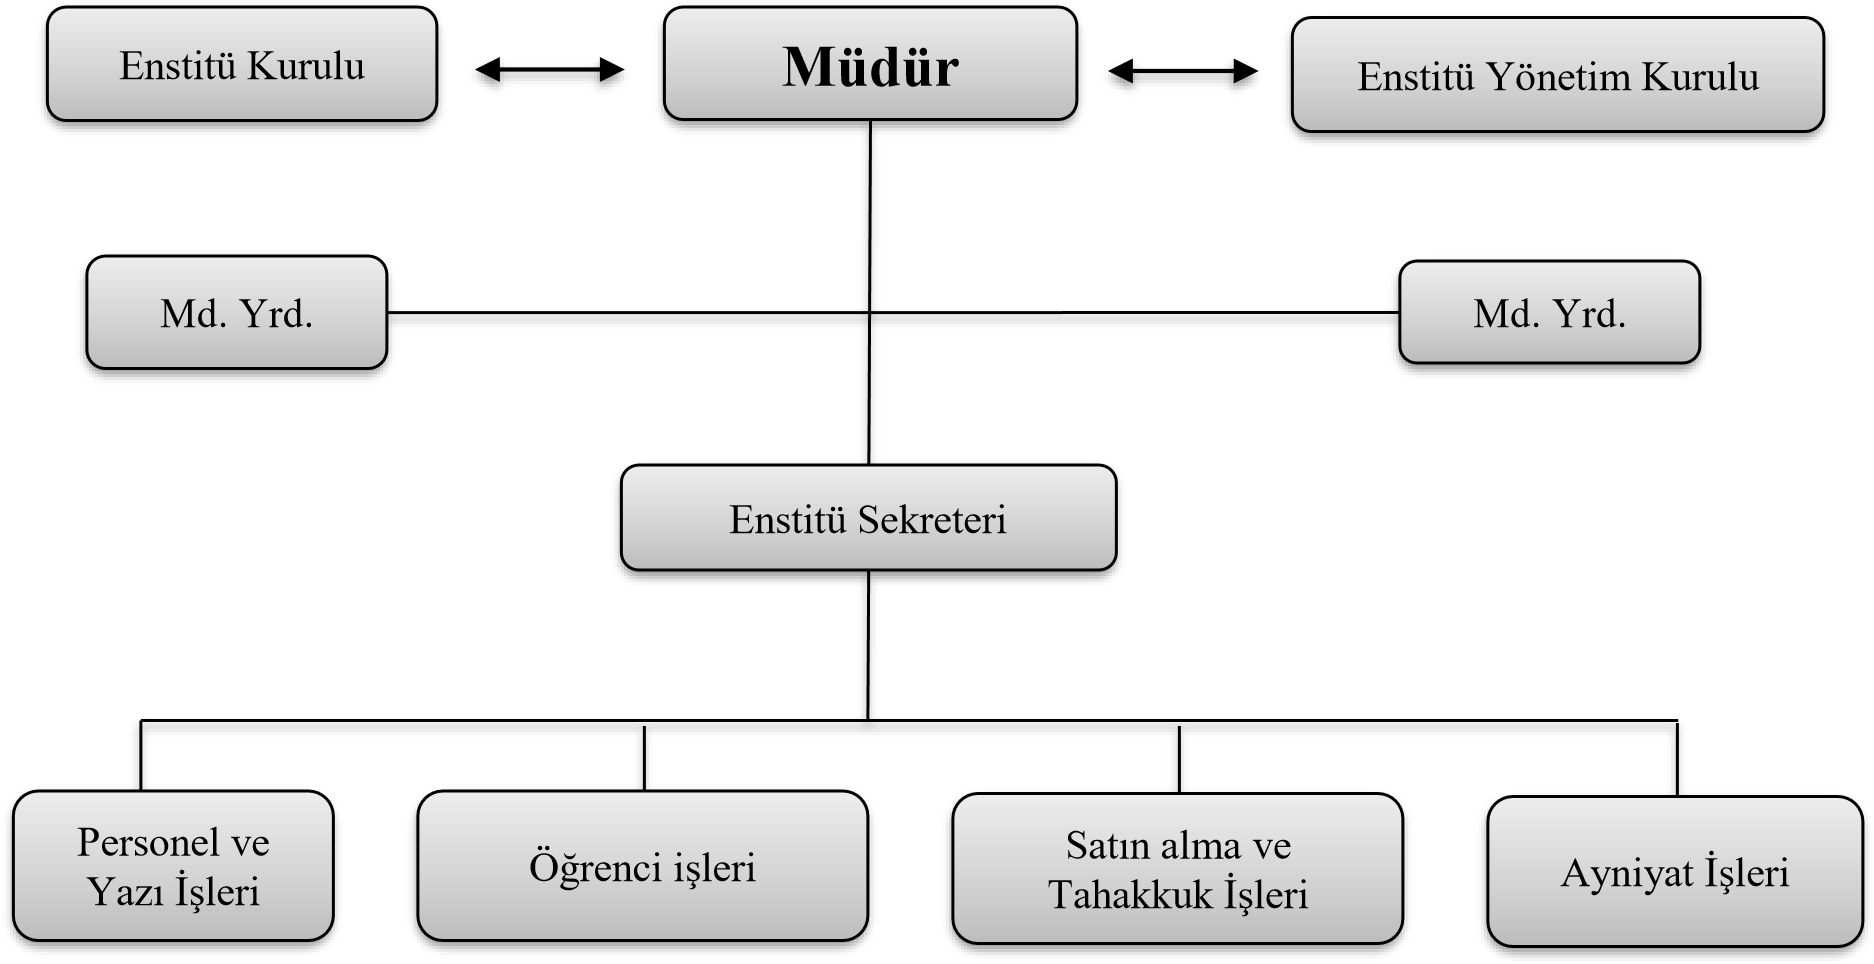 Enstitü Kurulu
Müdür
Enstitü Yönetim Kurulu
Md. Yrd.
Md. Yrd.
Enstitü Sekreteri
Personel ve
Yazı İşleri
Öğrenci işleri
Satın alma ve
Tahakkuk İşleri
Ayniyat İşleri